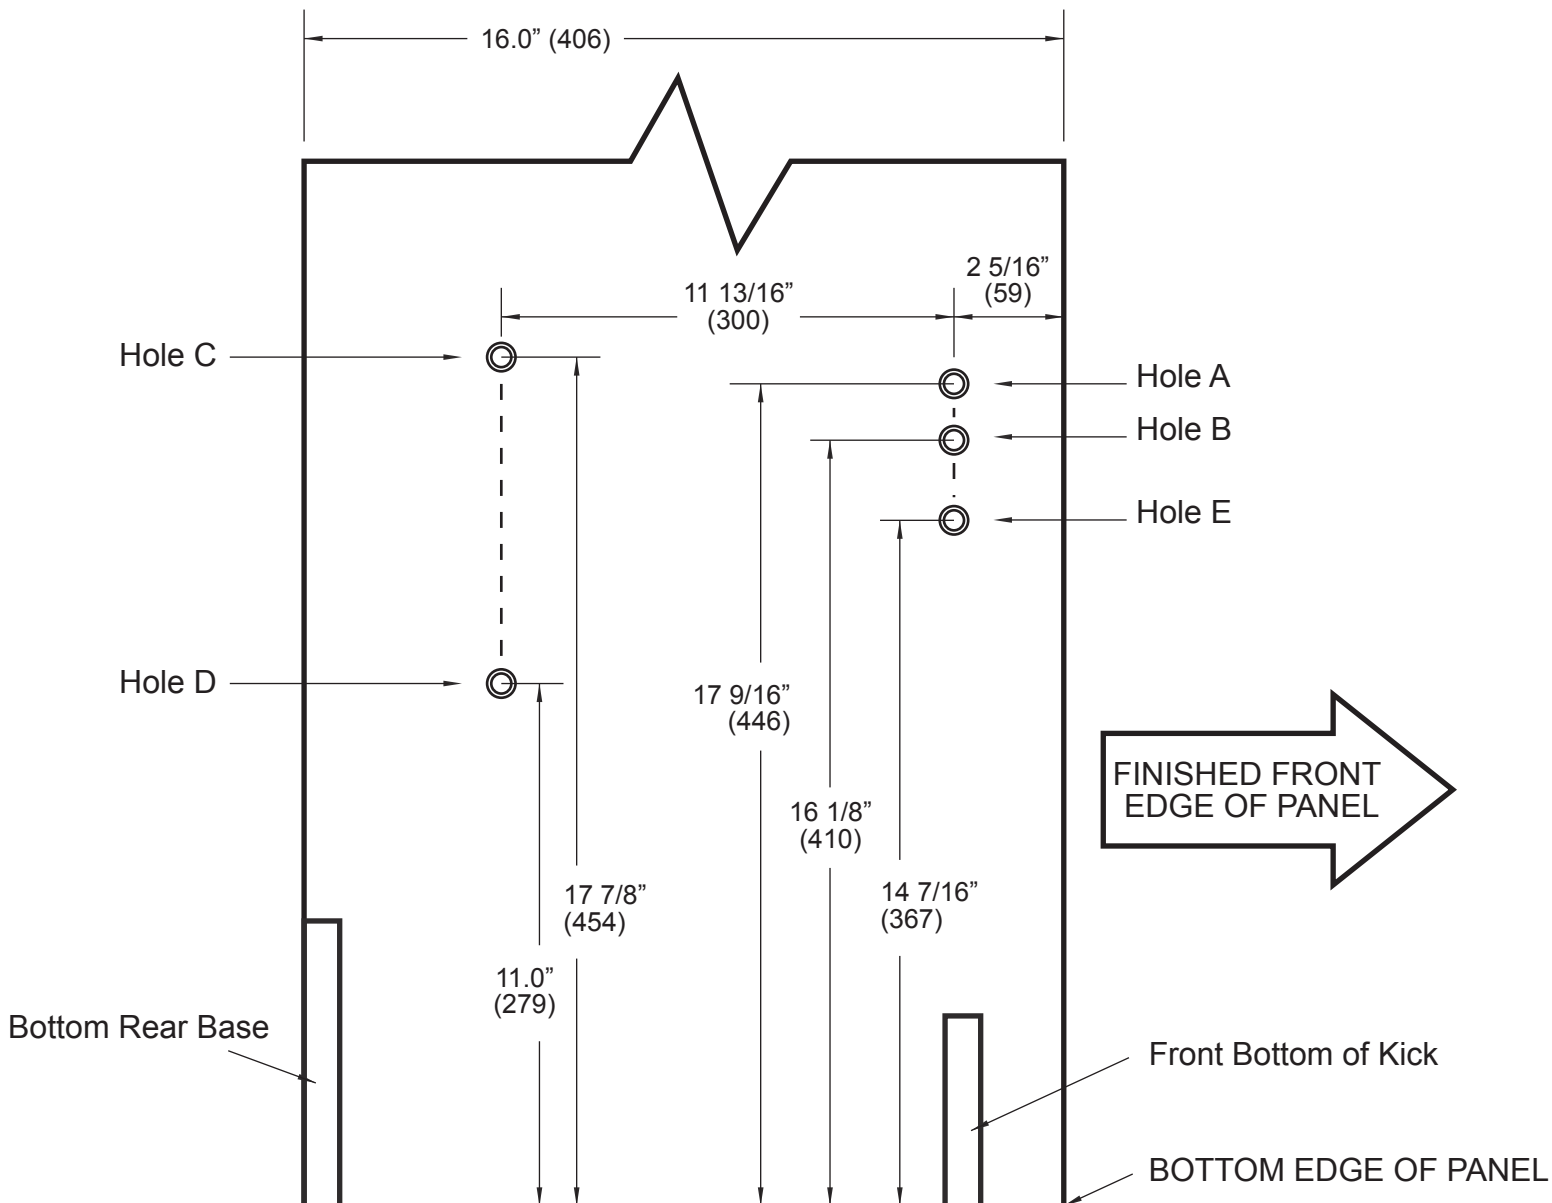 16.0” (406)
2 5/16”
(59)
11 13/16”
(300)
Hole C
Hole A
Hole B
Hole E
Hole D
17 9/16”
(446)
FINISHED FRONT
EDGE OF PANEL
16 1/8”
(410)
17 7/8”
(454)
14 7/16”
(367)
11.0”
(279)
Bottom Rear Base
Front Bottom of Kick
BOTTOM EDGE OF PANEL